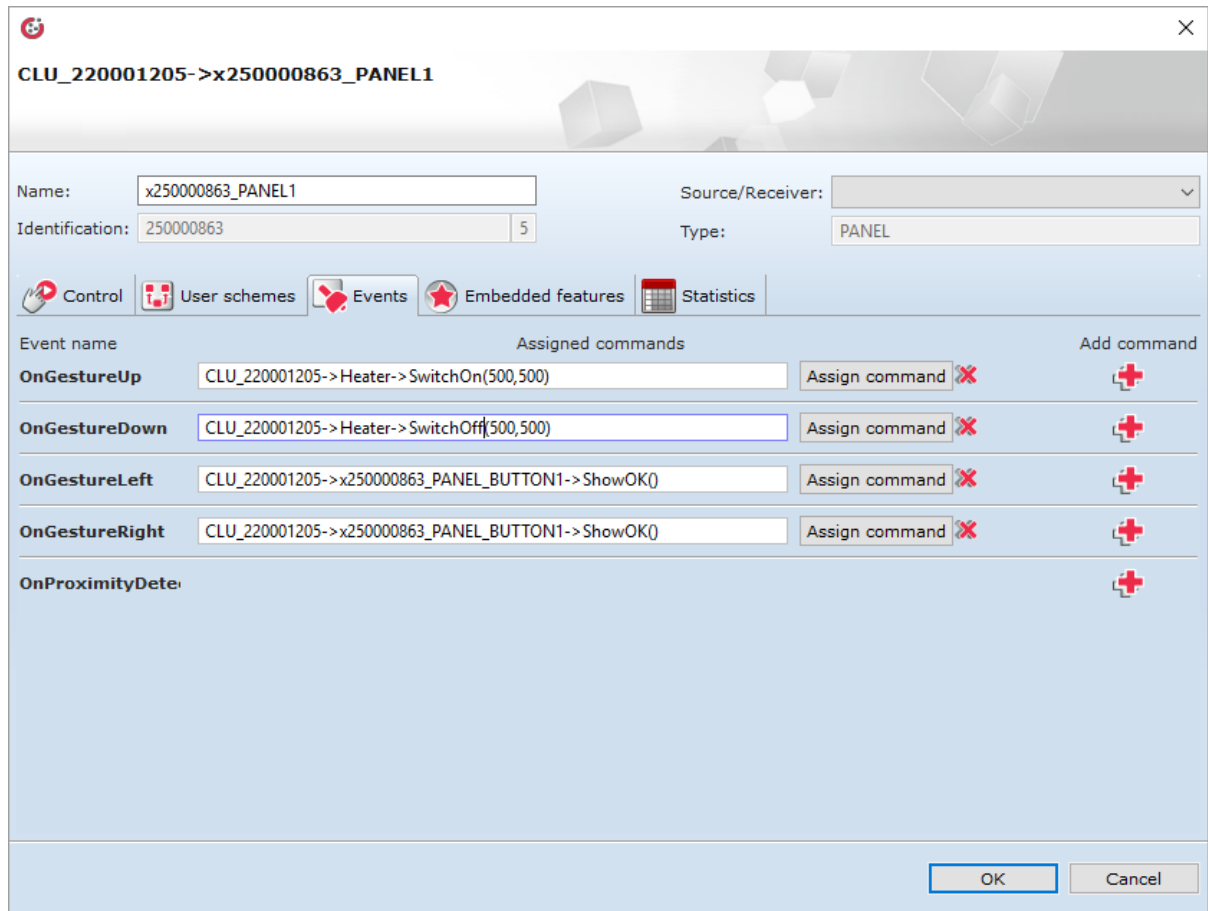 CLU_220001205->x250000863_PANEL1
Name: x250000863_PANEL1 Source/Receiver:
Identification: 250000863 5 Type: PANEL
Control User schemes Events Embedded features Statistics
Event name Assigned commands Add command
OnGestureUp CLU_220001205->Heater->SwitchOn(500,500) Assign command
OnGestureDown CLU_220001205->Heater->SwitchOff(500,500) Assign command
OnGestureLeft CLU_220001205->x250000863_PANEL_BUTTON1->ShowOK() Assign command
OnGestureRight CLU_220001205->x250000863_PANEL_BUTTON1->ShowOK() Assign command
OnProximityDete
OK Cancel